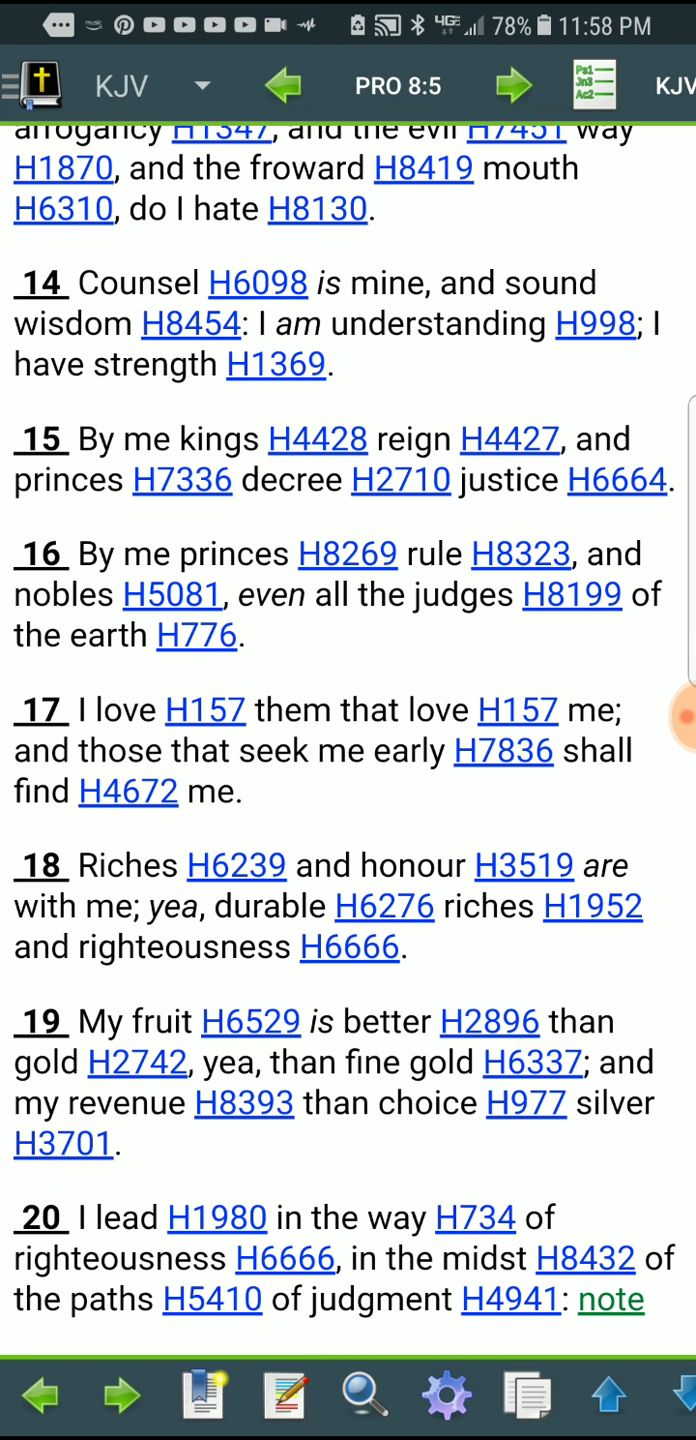 78% 11:58 PM
KJV PRO 8:5 Ps1 Jn3 Ac2 KJV
arrogancy H1347, and the evil H7451 way
H1870, and the froward H8419 mouth
H6310, do I hate H8130.
14 Counsel H6098 is mine, and sound
wisdom H8454: I am understanding H998; I
have strength H1369.
15 By me kings H4428 reign H4427, and
princes H7336 decree H2710 justice H6664.
16 By me princes H8269 rule H8323, and
nobles H5081, even all the judges H8199 of
the earth H776.
17 I love H157 them that love H157 me;
and those that seek me early H7836 shall
find H4672 me.
18 Riches H6239 and honour H3519 are
with me; yea, durable H6276 riches H1952
and righteousness H6666.
19 My fruit H6529 is better H2896 than
gold H2742, yea, than fine gold H6337; and
my revenue H8393 than choice H977 silver
H3701.
20 I lead H1980 in the way H734 of
righteousness H6666, in the midst H8432 of
the paths H5410 of judgment H4941: note